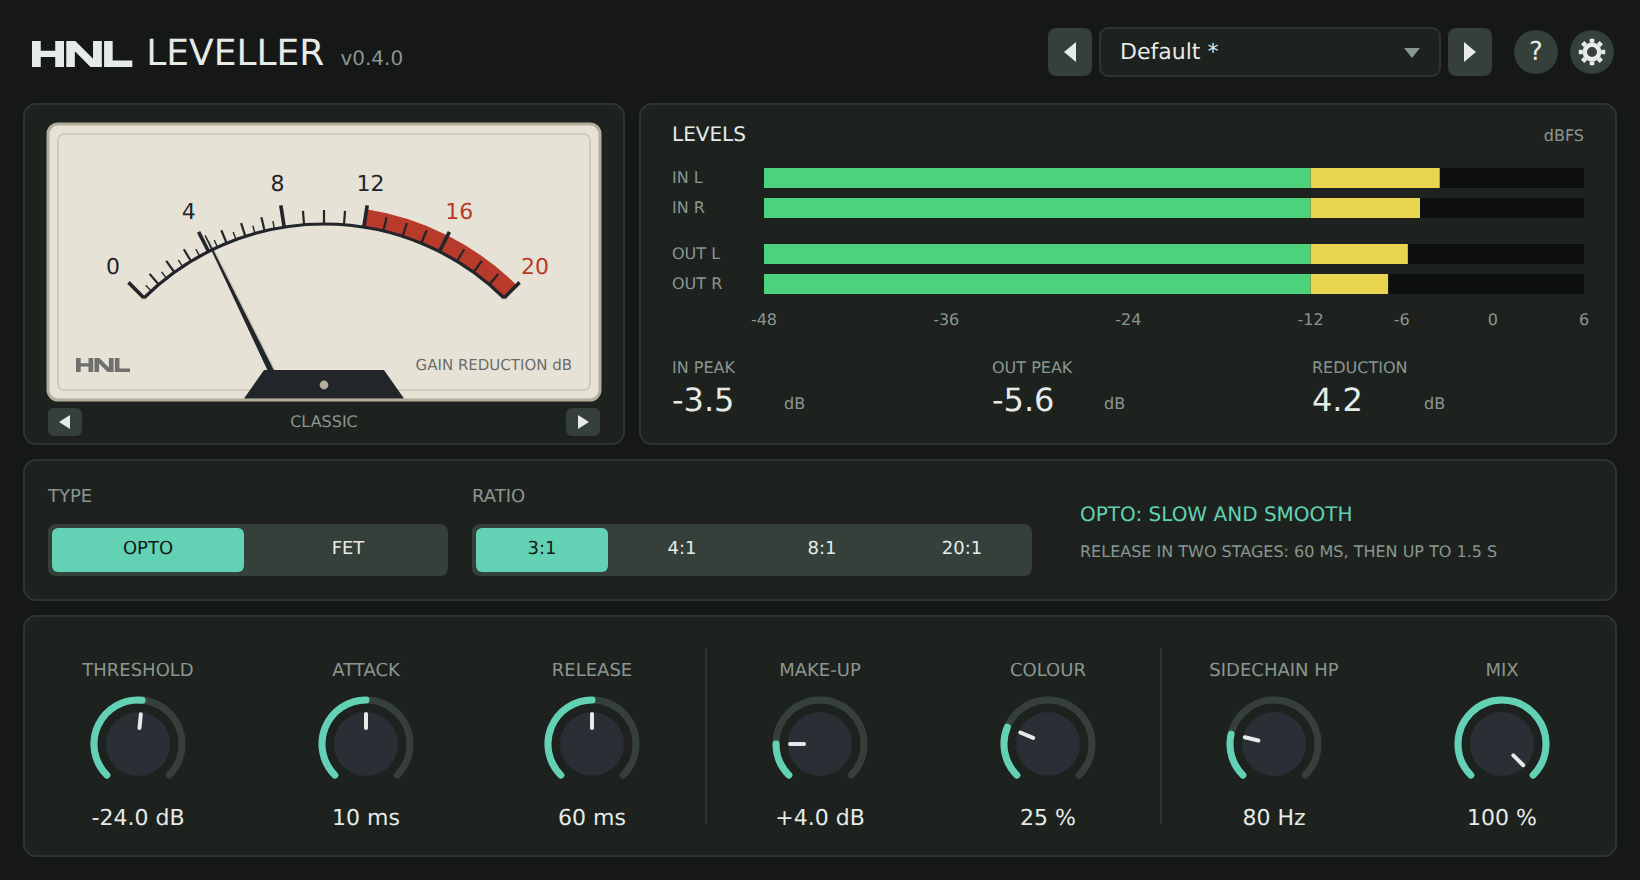 HNL LEVELLER v0.4.0
Default *
?
0 4 8 12 16 20
HNL
GAIN REDUCTION dB
CLASSIC
LEVELS dBFS
IN L
IN R
OUT L
OUT R
-48 -36 -24 -12 -6 0 6
IN PEAK OUT PEAK REDUCTION
-3.5 dB -5.6 dB 4.2 dB
TYPE RATIO
OPTO FET 3:1 4:1 8:1 20:1
OPTO: SLOW AND SMOOTH
RELEASE IN TWO STAGES: 60 MS, THEN UP TO 1.5 S
THRESHOLD ATTACK RELEASE MAKE-UP COLOUR SIDECHAIN HP MIX
-24.0 dB 10 ms 60 ms +4.0 dB 25 % 80 Hz 100 %